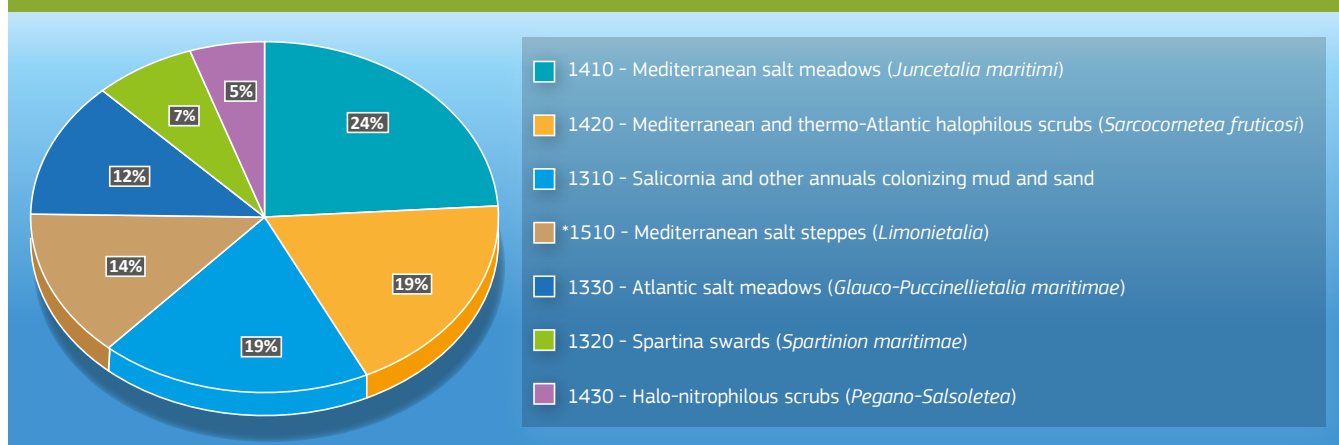 5%
7%
24%
12%
14%
19%
19%
1410 - Mediterranean salt meadows (Juncetalia maritimi)
1420 - Mediterranean and thermo-Atlantic halophilous scrubs (Sarcocornetea fruticosi)
1310 - Salicornia and other annuals colonizing mud and sand
*1510 - Mediterranean salt steppes (Limonietalia)
1330 - Atlantic salt meadows (Glauco-Puccinellietalia maritimae)
1320 - Spartina swards (Spartinion maritimae)
1430 - Halo-nitrophilous scrubs (Pegano-Salsoletea)